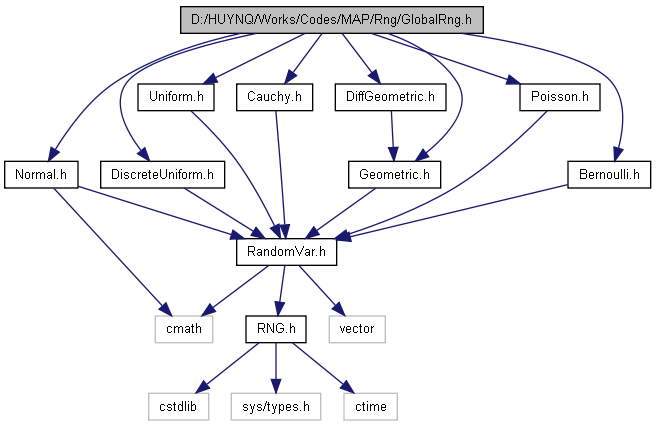 D:/HUYNQ/Works/Codes/MAP/Rng/GlobalRng.h
Uniform.h
Cauchy.h
DiffGeometric.h
Poisson.h
Normal.h
DiscreteUniform.h
Geometric.h
Bernoulli.h
RandomVar.h
cmath
RNG.h
vector
cstdlib
sys/types.h
ctime